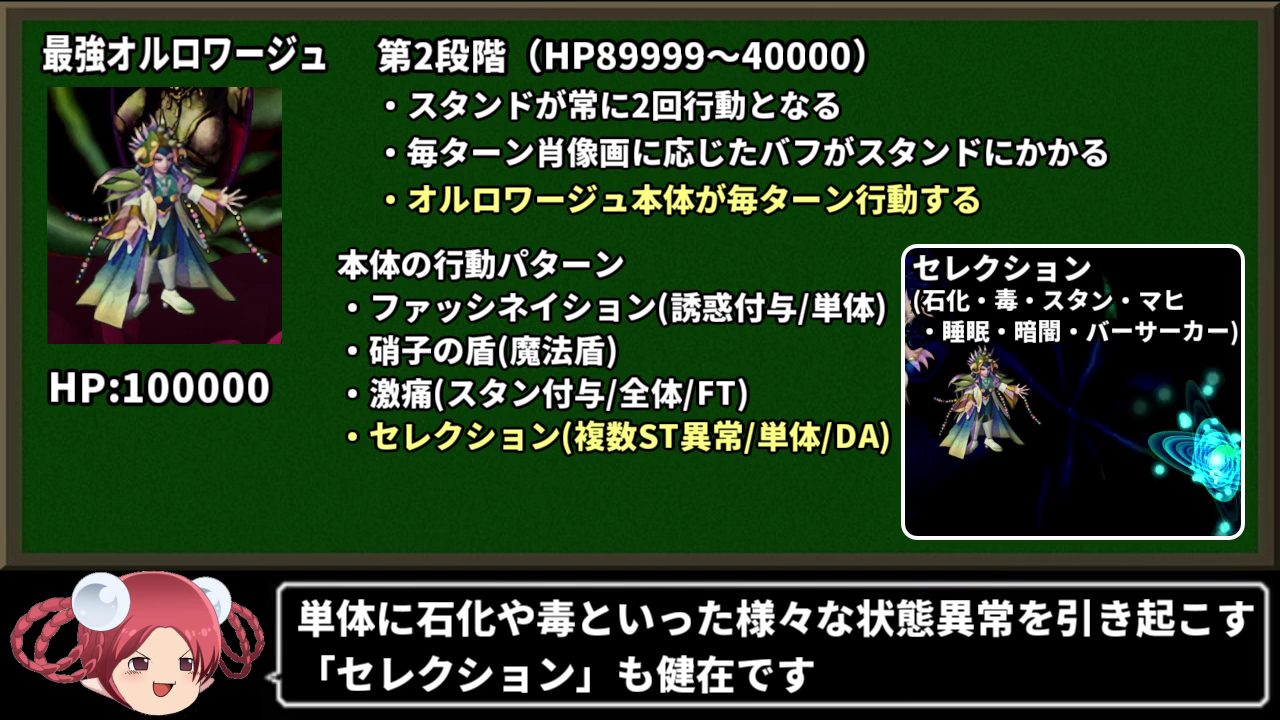 最強オルロワージュ
HP:100000
第2段階（HP89999～40000）
・スタンドが常に2回行動となる
・毎ターン肖像画に応じたバフがスタンドにかかる
・オルロワージュ本体が毎ターン行動する
本体の行動パターン
・ファッシネイション(誘惑付与/単体)
・硝子の盾(魔法盾)
・激痛(スタン付与/全体/FT)
・セレクション(複数ST異常/単体/DA)
セレクション
(石化・毒・スタン・マヒ
・睡眠・暗闇・バーサーカー)
単体に石化や毒といった様々な状態異常を引き起こす
「セレクション」も健在です